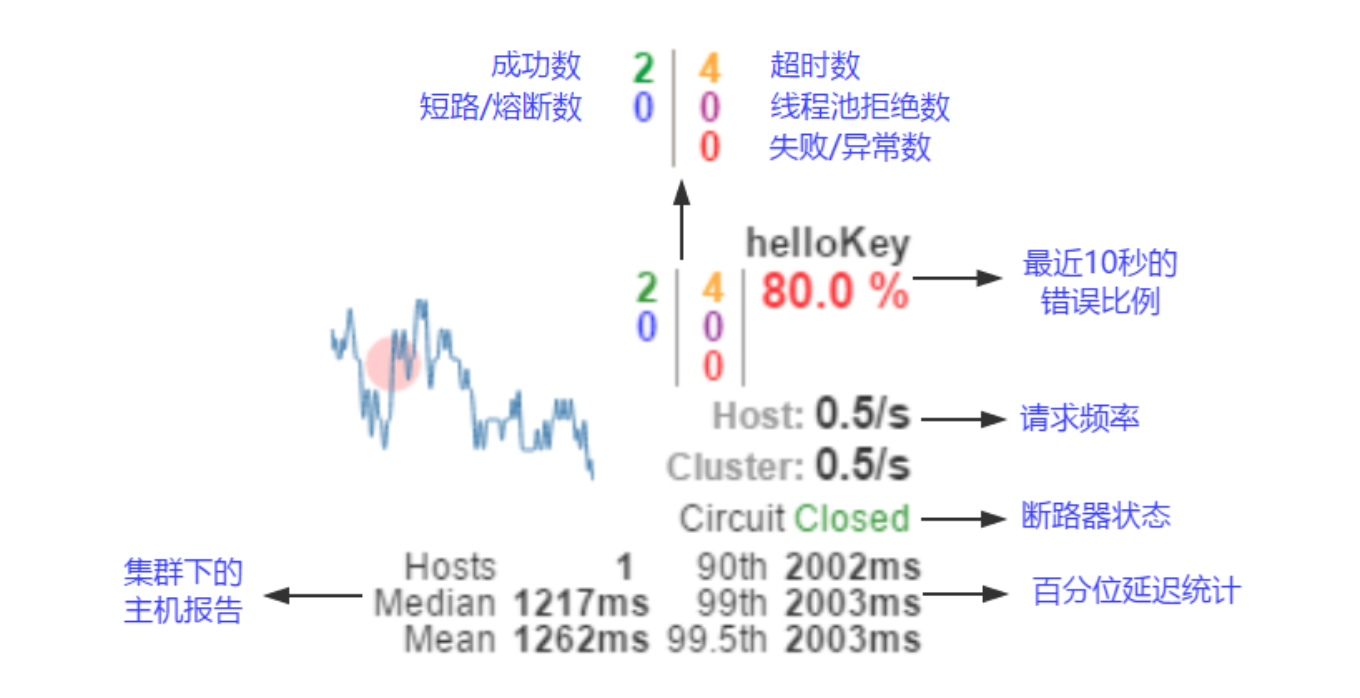 成功数 2 4 超时数
短路/熔断数 0 0 线程池拒绝数
0 失败/异常数
helloKey
2 4 80.0 %
0 0
0
最近10秒的
错误比例
Host: 0.5/s 请求频率
Cluster: 0.5/s
Circuit Closed 断路器状态
集群下的
主机报告
Hosts 1 90th 2002ms
Median 1217ms 99th 2003ms
Mean 1262ms 99.5th 2003ms
百分位延迟统计